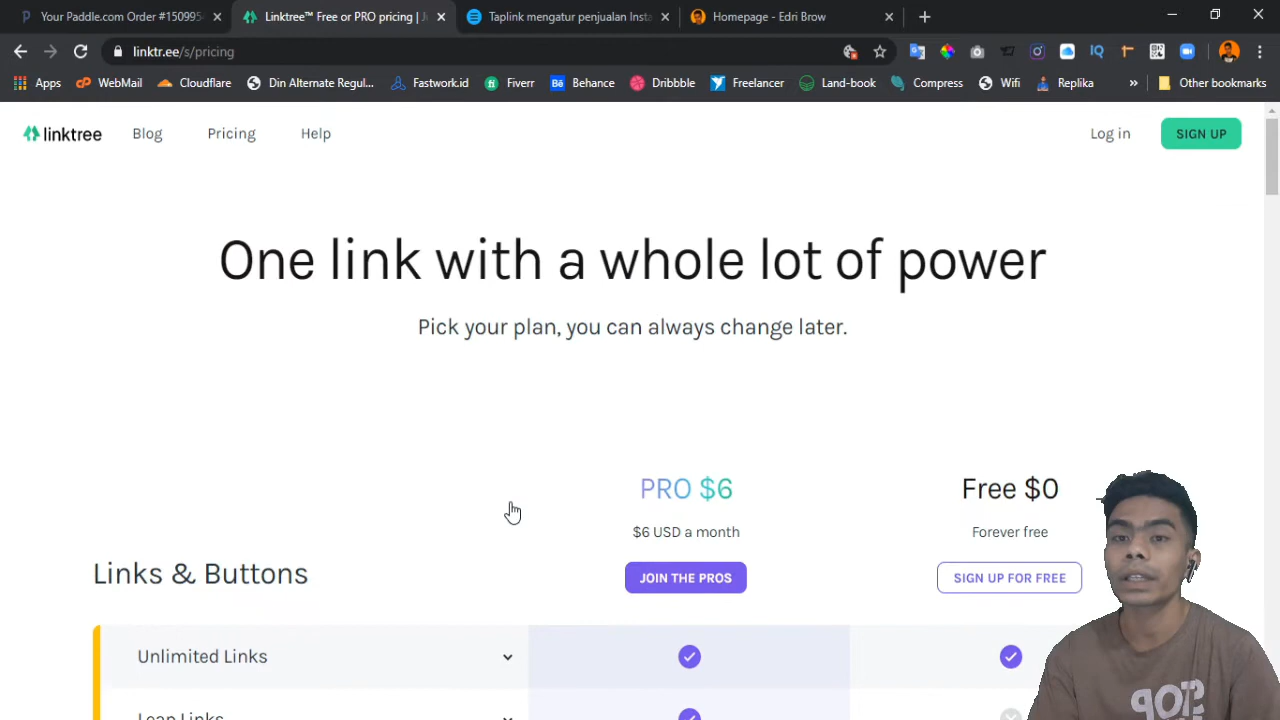 Your Paddle.com Order #150995
Linktree™ Free or PRO pricing | J
Taplink mengatur penjualan Insta
Homepage - Edri Brow
linktr.ee/s/pricing
Apps
WebMail
Cloudflare
Din Alternate Regul...
Fastwork.id
Fiverr
Behance
Dribbble
Freelancer
Land-book
Compress
Wifi
Replika
Other bookmarks
linktree
Blog
Pricing
Help
Log in
SIGN UP
One link with a whole lot of power
Pick your plan, you can always change later.
PRO $6
Free $0
$6 USD a month
Forever free
Links & Buttons
JOIN THE PROS
SIGN UP FOR FREE
Unlimited Links
Leap Links